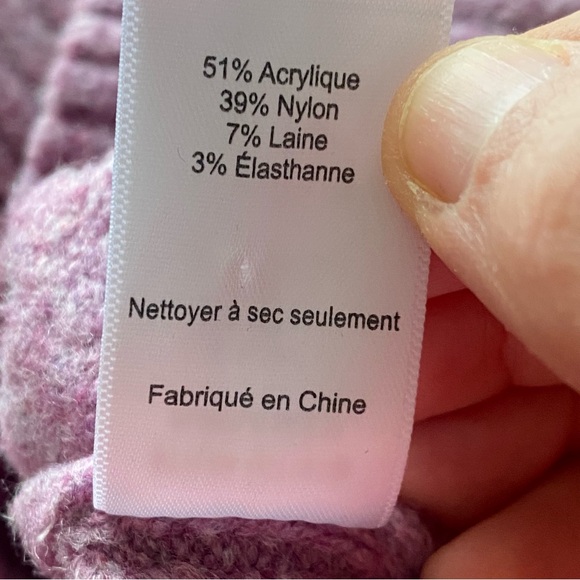 51% Acrylique
39% Nylon
7% Laine
3% Élasthanne
Nettoyer à sec seulement
Fabriqué en Chine